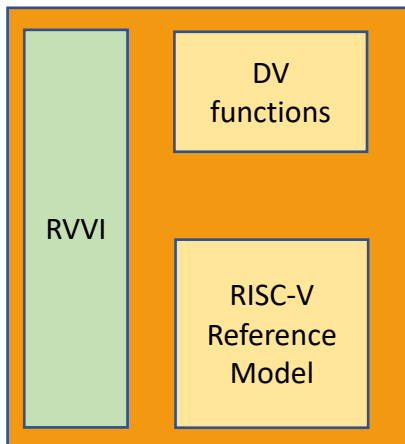 RVVI
DV
functions
RISC-V
Reference
Model